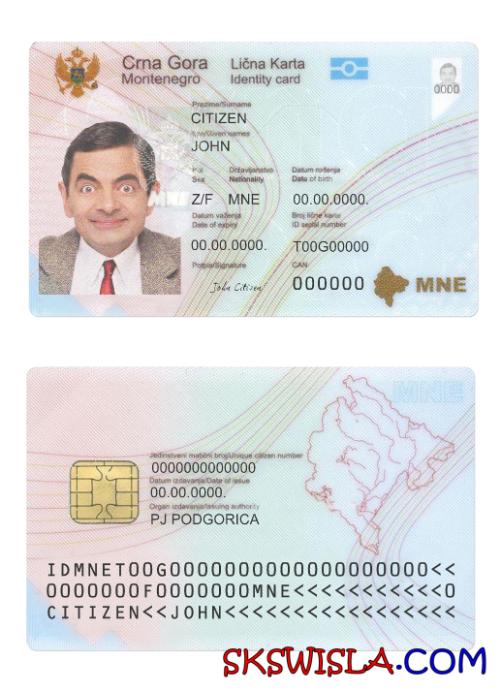 Crna Gora Lična Karta
Montenegro Identity card
0000
Prezime/Surname
CITIZEN
Ime/Given names
JOHN
Pol Državljanstvo Datum rođenja
Sex Nationality Date of birth
Z/F MNE 00.00.0000.
Datum važenja Broj lične karte
Date of expiry ID serial number
00.00.0000. T00G00000
Potpis/Signature CAN
John Citizen 000000 MNE
MNE
Jedinstveni matični broj/Unique citizen number
0000000000000
Datum izdavanja/Date of issue
00.00.0000.
Organ izdavanja/Issuing authority
PJ PODGORICA
IDMNET00G000000000000000000<<
0000000F0000000MNE<<<<<<<<<<<0
CITIZEN<<JOHN<<<<<<<<<<<<<<<<<
SKSWISLA.COM